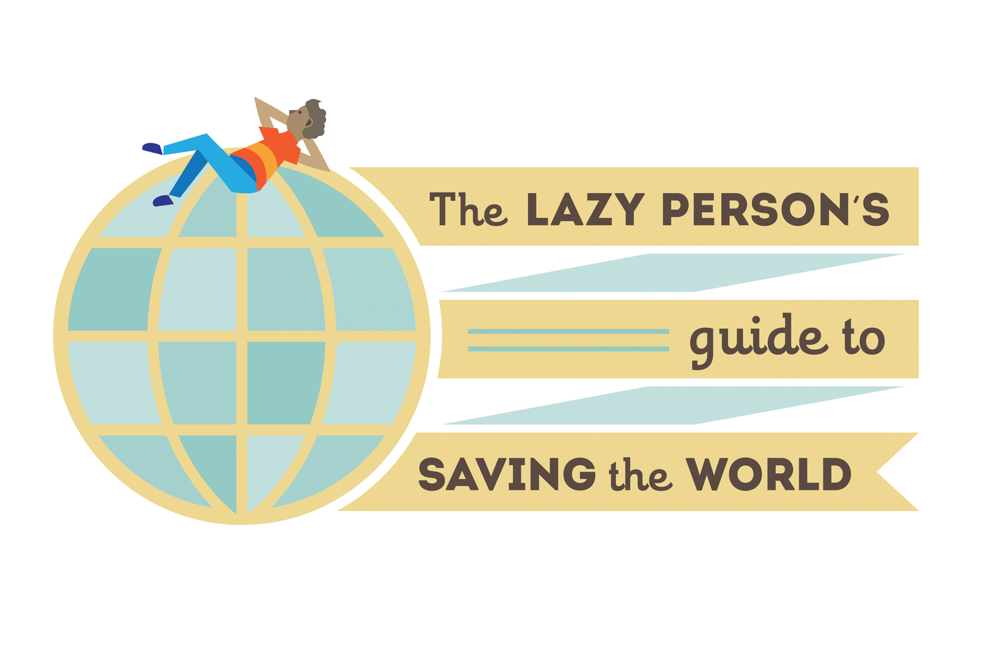 The LAZY PERSON'S
guide to
SAVING the WORLD